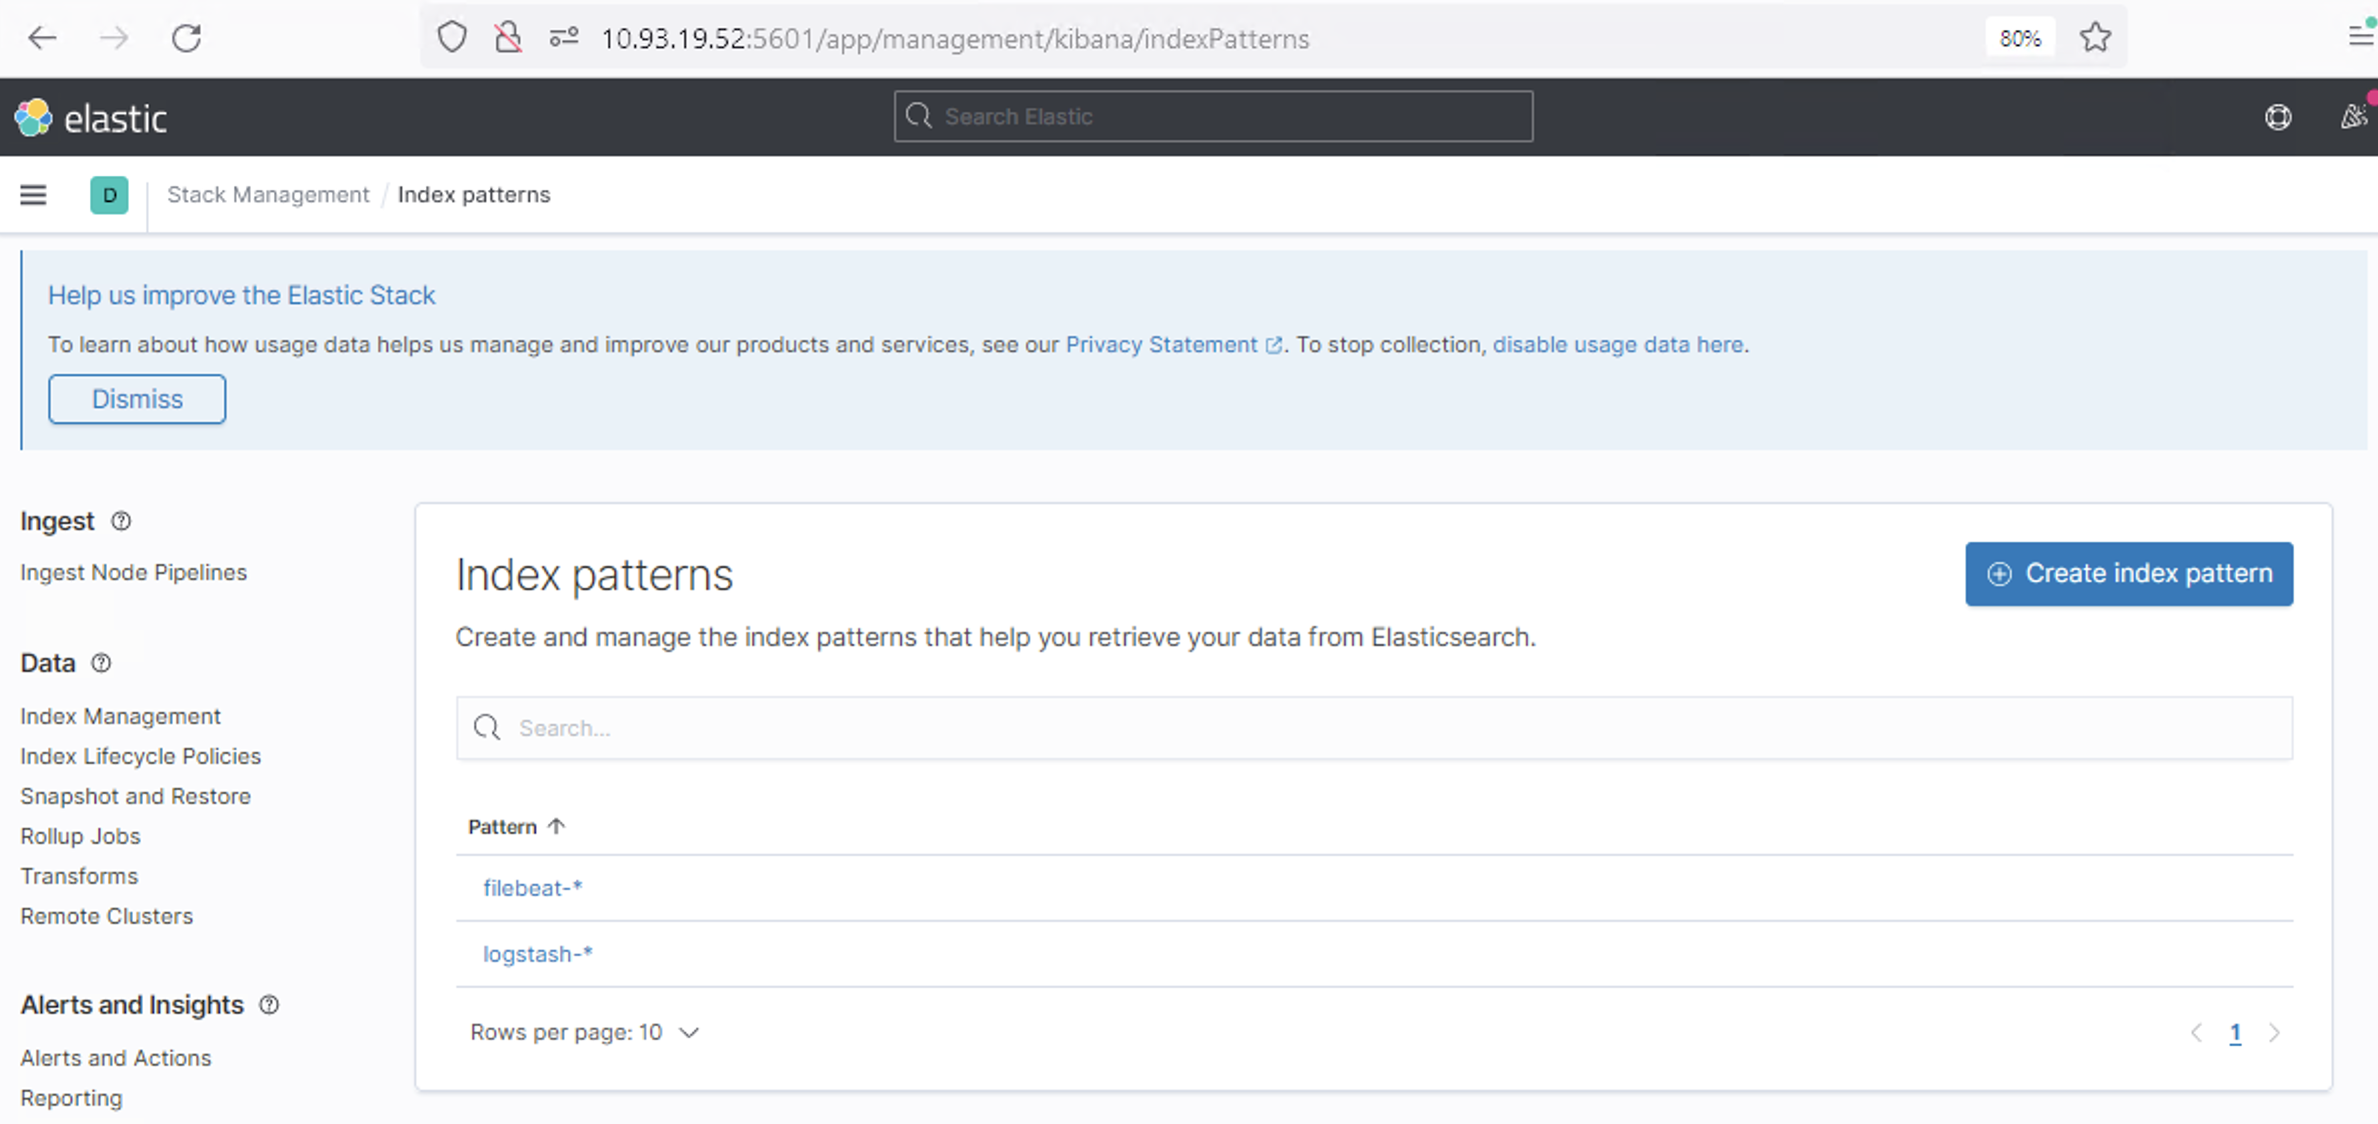 10.93.19.52:5601/app/management/kibana/indexPatterns
80%
elastic
Search Elastic
D
Stack Management / Index patterns
Help us improve the Elastic Stack
To learn about how usage data helps us manage and improve our products and services, see our Privacy Statement. To stop collection, disable usage data here.
Dismiss
Ingest
Ingest Node Pipelines
Data
Index Management
Index Lifecycle Policies
Snapshot and Restore
Rollup Jobs
Transforms
Remote Clusters
Alerts and Insights
Alerts and Actions
Reporting
Index patterns
Create index pattern
Create and manage the index patterns that help you retrieve your data from Elasticsearch.
Search...
Pattern
filebeat-*
logstash-*
Rows per page: 10
1